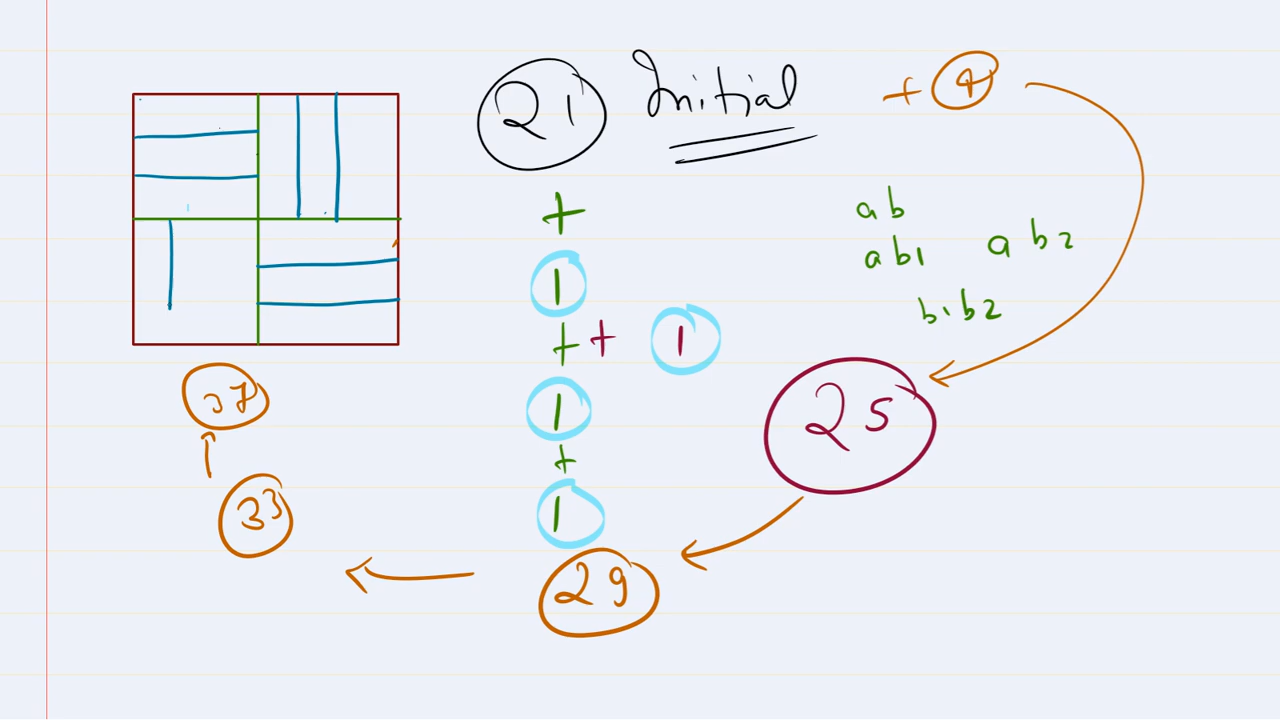 21 Initial + 4
+
ab
1
ab1 ab2
b1b2
+ + 1
1
25
37
+
1
33
29